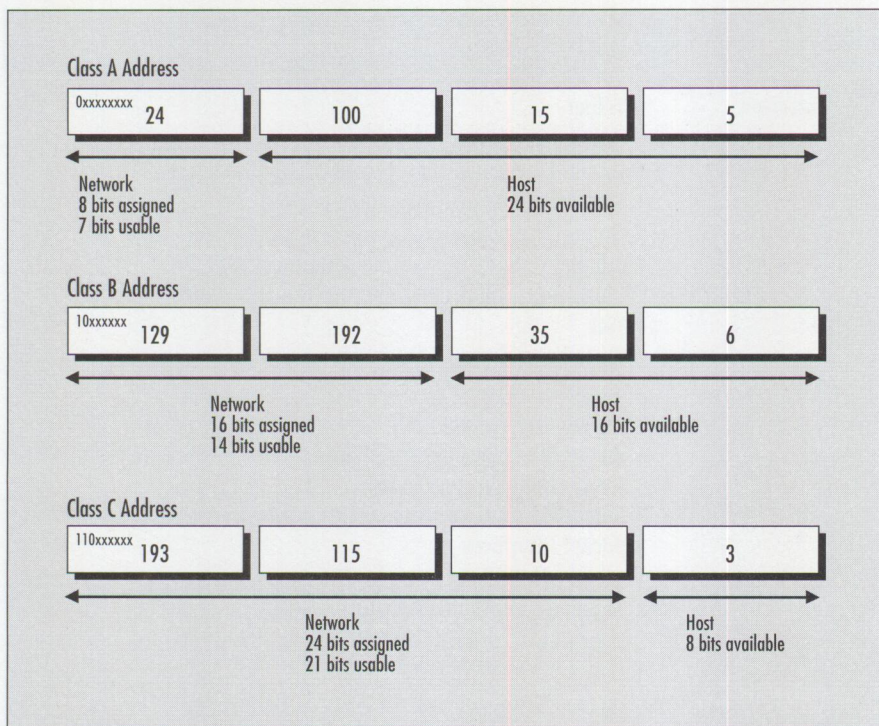 Class A Address
0xxxxxxxx
24 100 15 5
Network Host
8 bits assigned 24 bits available
7 bits usable
Class B Address
10xxxxxx
129 192 35 6
Network Host
16 bits assigned 16 bits available
14 bits usable
Class C Address
110xxxxxx
193 115 10 3
Network Host
24 bits assigned 8 bits available
21 bits usable